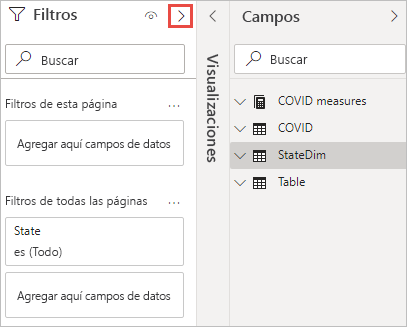 Filtros
Buscar
Filtros de esta página
Agregar aquí campos de datos
Filtros de todas las páginas
State
es (Todo)
Agregar aquí campos de datos
Visualizaciones
Campos
Buscar
COVID measures
COVID
StateDim
Table